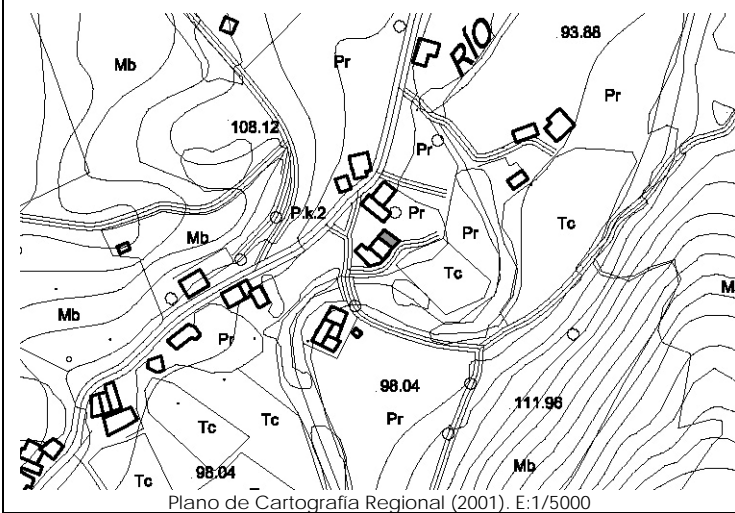 93.88
RÍO
Mb
Pr
Pr
108.12
Pr
P.k.2
Pr
Mb
Pr
Tc
Tc
M
Mb
Pr
98.04
111.96
Tc
Tc
Pr
Mb
98.04
Tc
Plano de Cartografía Regional (2001). E:1/5000